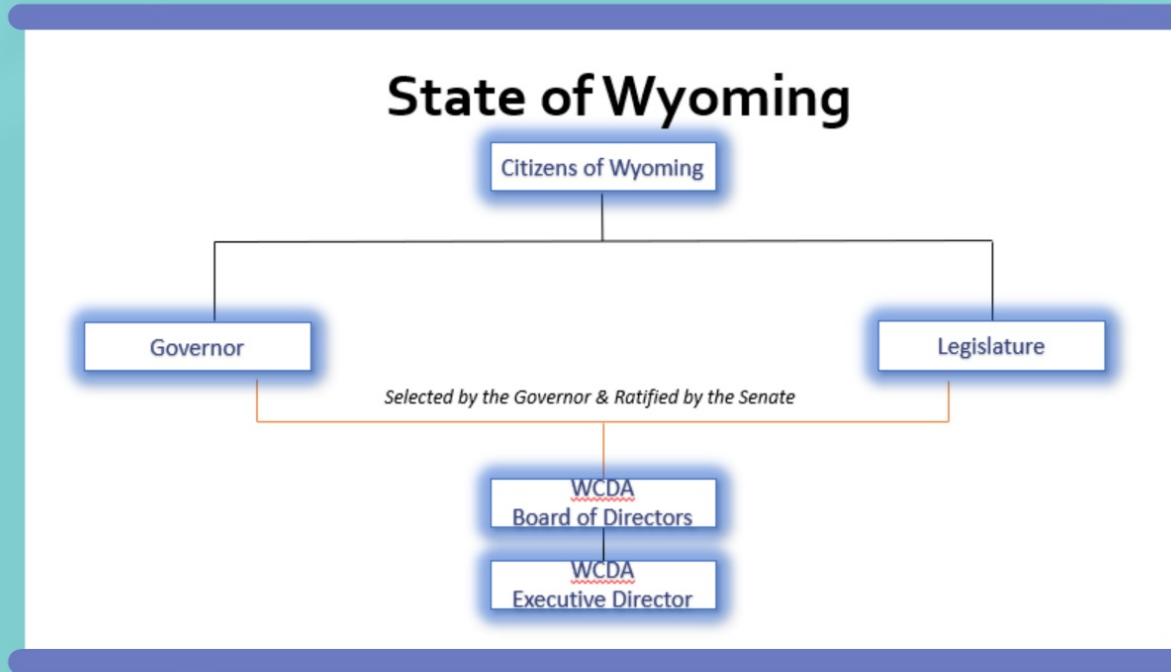 State of Wyoming
Citizens of Wyoming
Governor
Legislature
Selected by the Governor & Ratified by the Senate
WCDA
Board of Directors
WCDA
Executive Director